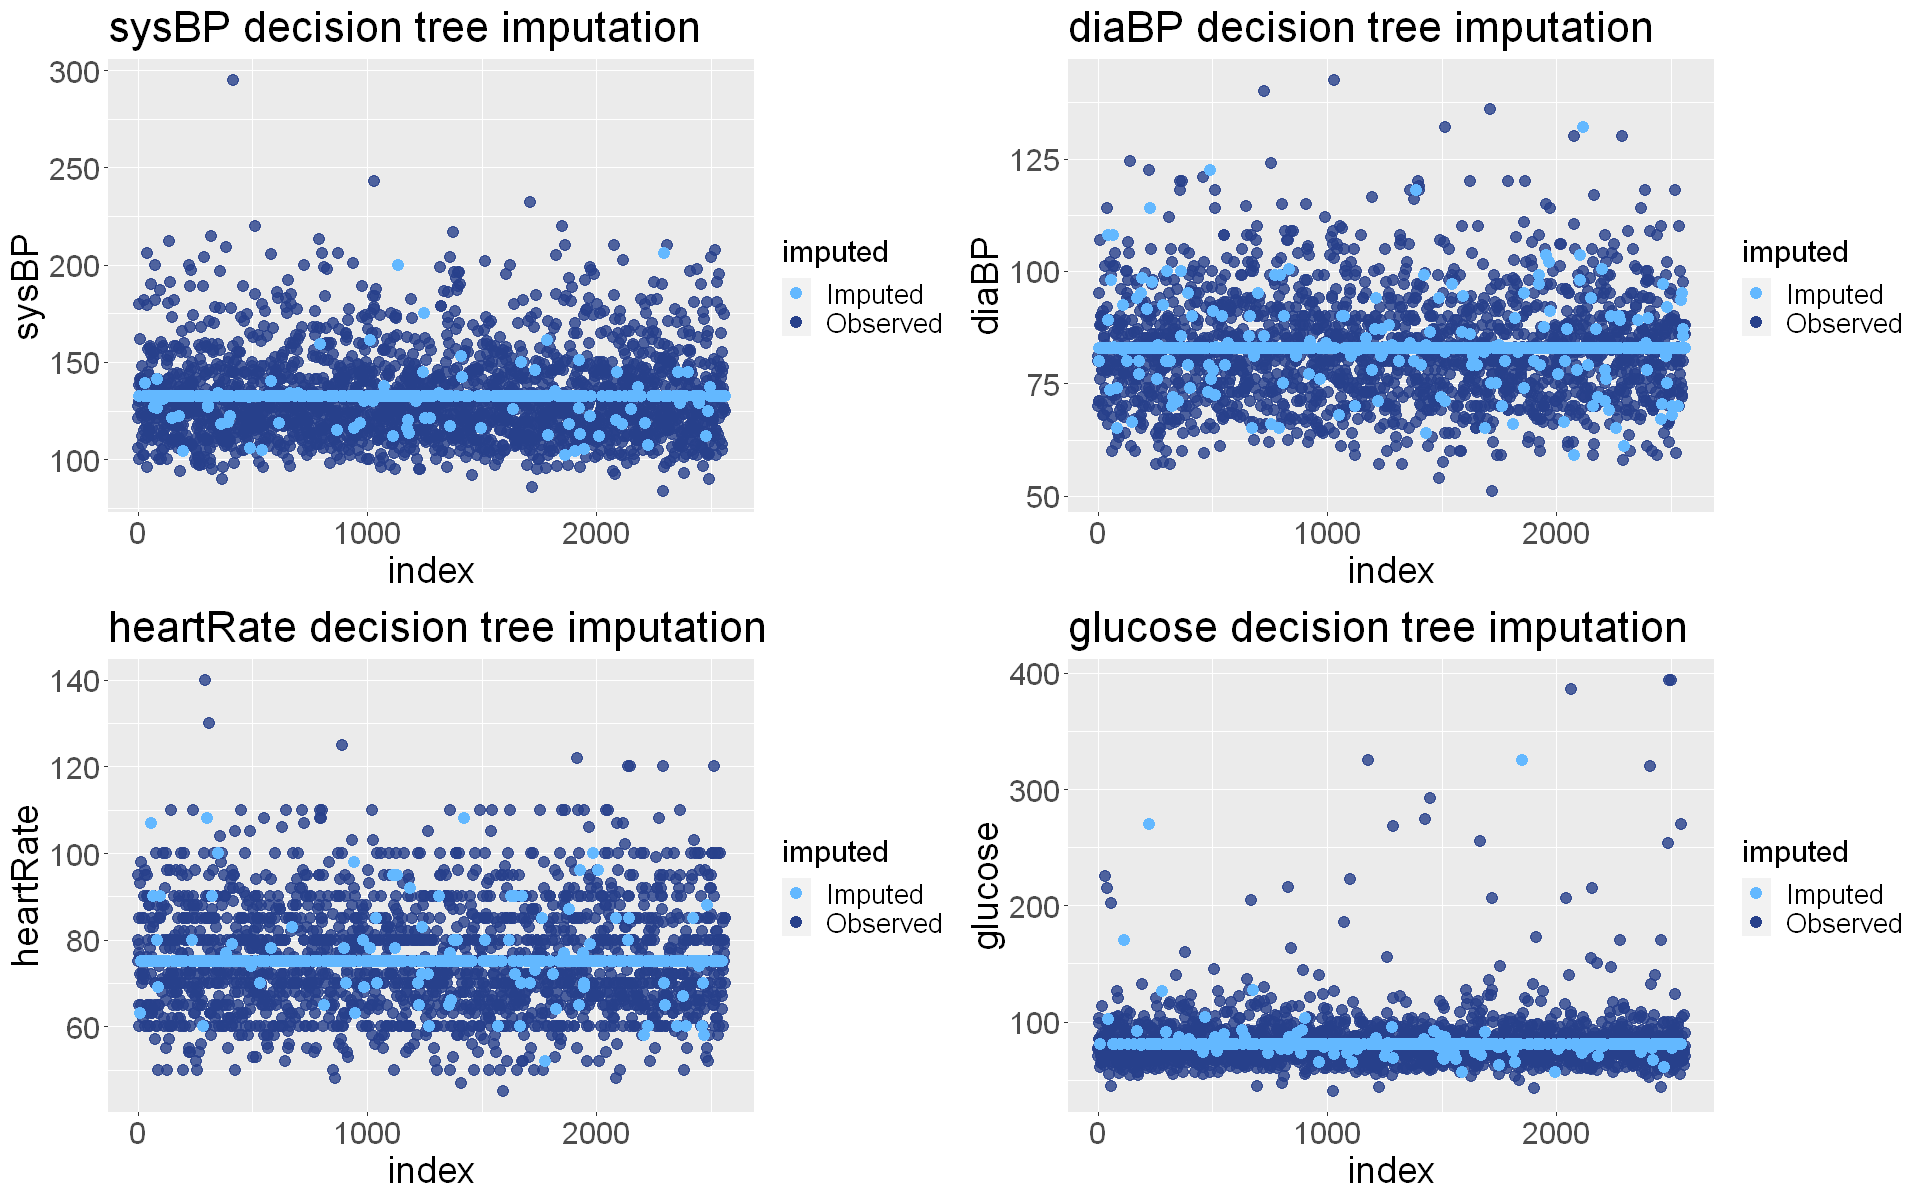 sysBP decision tree imputation
300
250
200
150
100
sysBP
0
1000
2000
index
imputed
Imputed
Observed
diaBP decision tree imputation
125
100
75
50
diaBP
0
1000
2000
index
imputed
Imputed
Observed
heartRate decision tree imputation
140
120
100
80
60
heartRate
0
1000
2000
index
imputed
Imputed
Observed
glucose decision tree imputation
400
300
200
100
glucose
0
1000
2000
index
imputed
Imputed
Observed